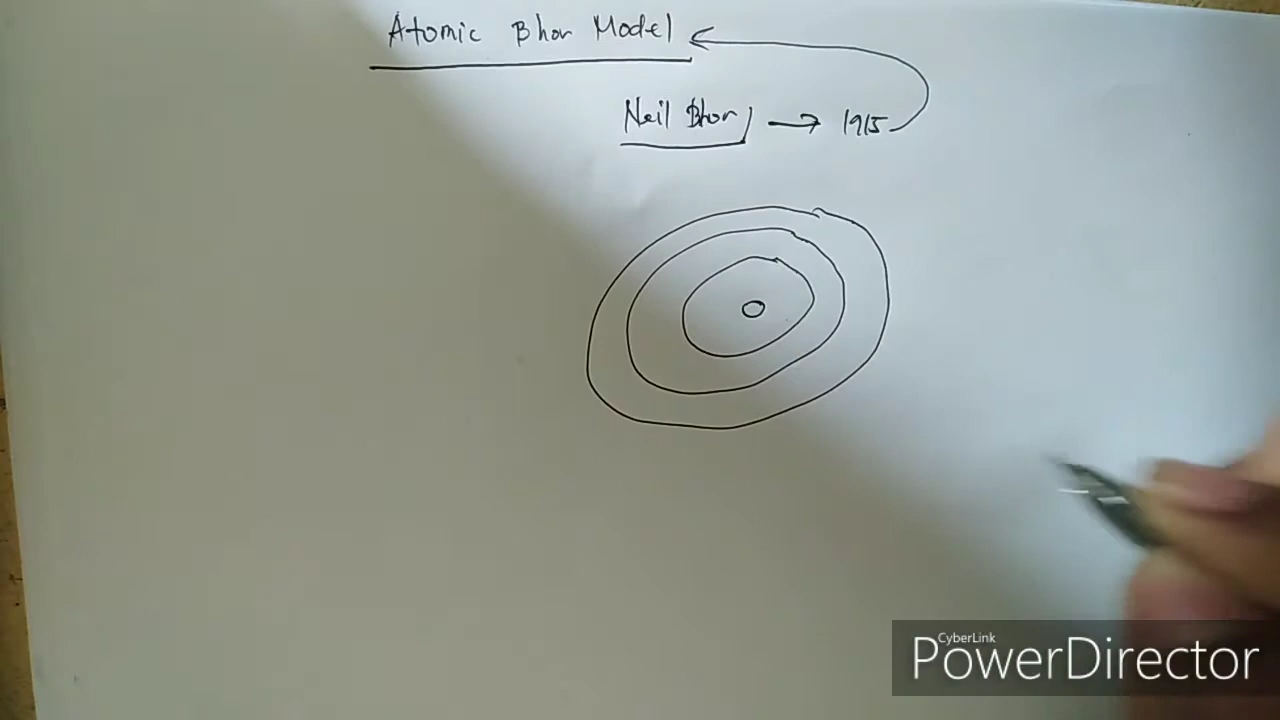 Atomic Bhor Model
Neil Bhor → 1915
CyberLink
PowerDirector